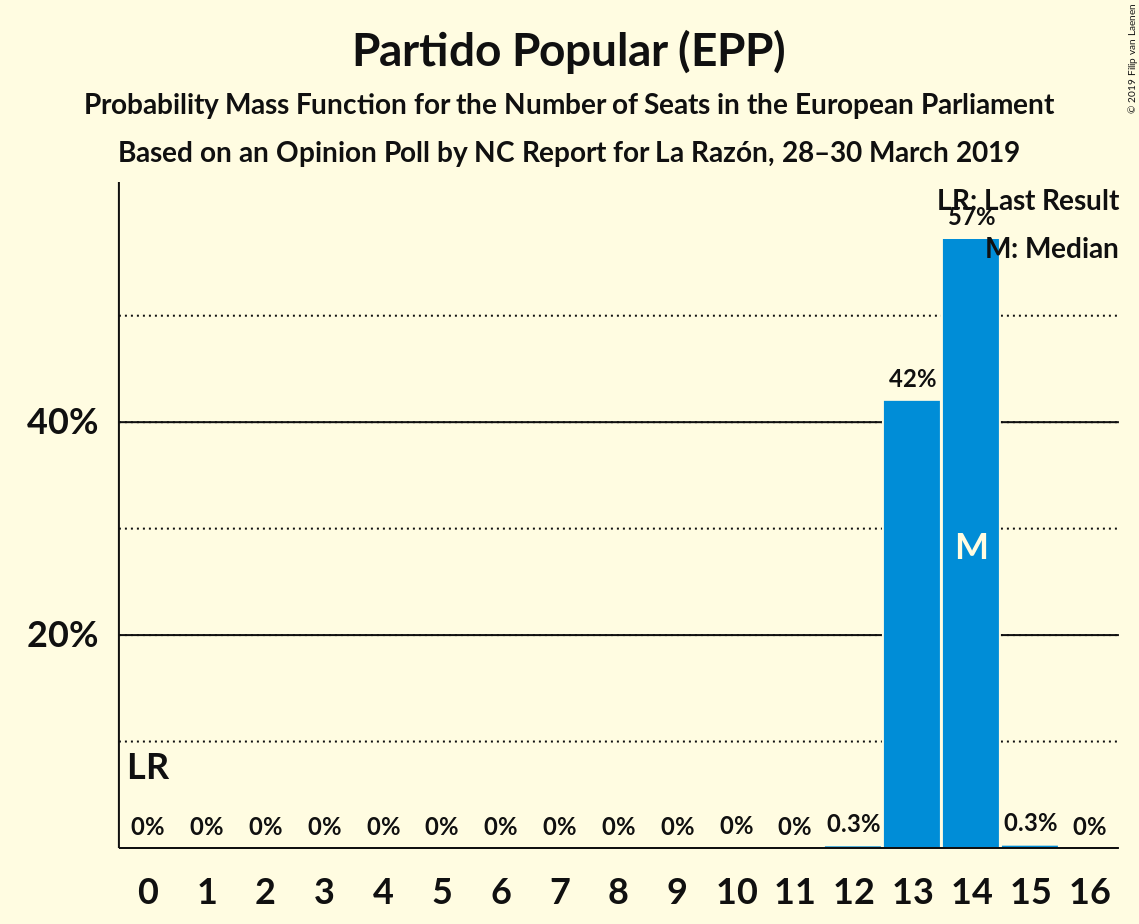 Partido Popular (EPP)
Probability Mass Function for the Number of Seats in the European Parliament
Based on an Opinion Poll by NC Report for La Razón, 28–30 March 2019
© 2019 Filip van Laenen
LR: Last Result
57%
M: Median
42%
40%
M
20%
LR
0% 0% 0% 0% 0% 0% 0% 0% 0% 0% 0% 0% 0.3% 0.3% 0%
0 1 2 3 4 5 6 7 8 9 10 11 12 13 14 15 16